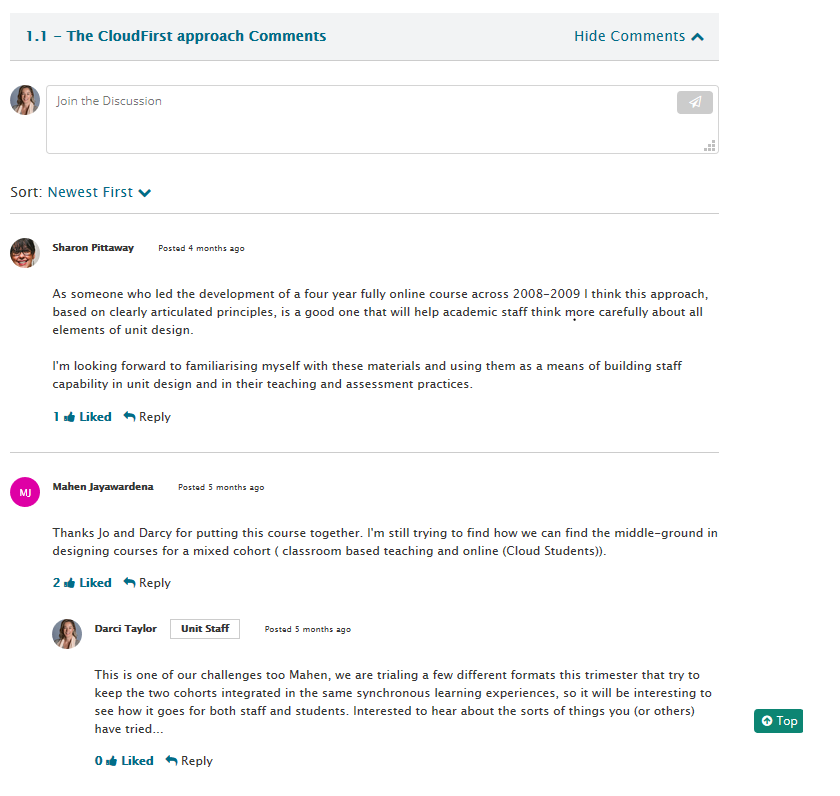 1.1 – The CloudFirst approach Comments
Hide Comments
Join the Discussion
Sort: Newest First
Sharon Pittaway Posted 4 months ago
As someone who led the development of a four year fully online course across 2008-2009 I think this approach,
based on clearly articulated principles, is a good one that will help academic staff think more carefully about all
elements of unit design.
I'm looking forward to familiarising myself with these materials and using them as a means of building staff
capability in unit design and in their teaching and assessment practices.
1 Liked Reply
MJ
Mahen Jayawardena Posted 5 months ago
Thanks Jo and Darcy for putting this course together. I'm still trying to find how we can find the middle-ground in
designing courses for a mixed cohort ( classroom based teaching and online (Cloud Students)).
2 Liked Reply
Darci Taylor Unit Staff Posted 5 months ago
This is one of our challenges too Mahen, we are trialing a few different formats this trimester that try to
keep the two cohorts integrated in the same synchronous learning experiences, so it will be interesting to
see how it goes for both staff and students. Interested to hear about the sorts of things you (or others)
have tried...
Top
0 Liked Reply